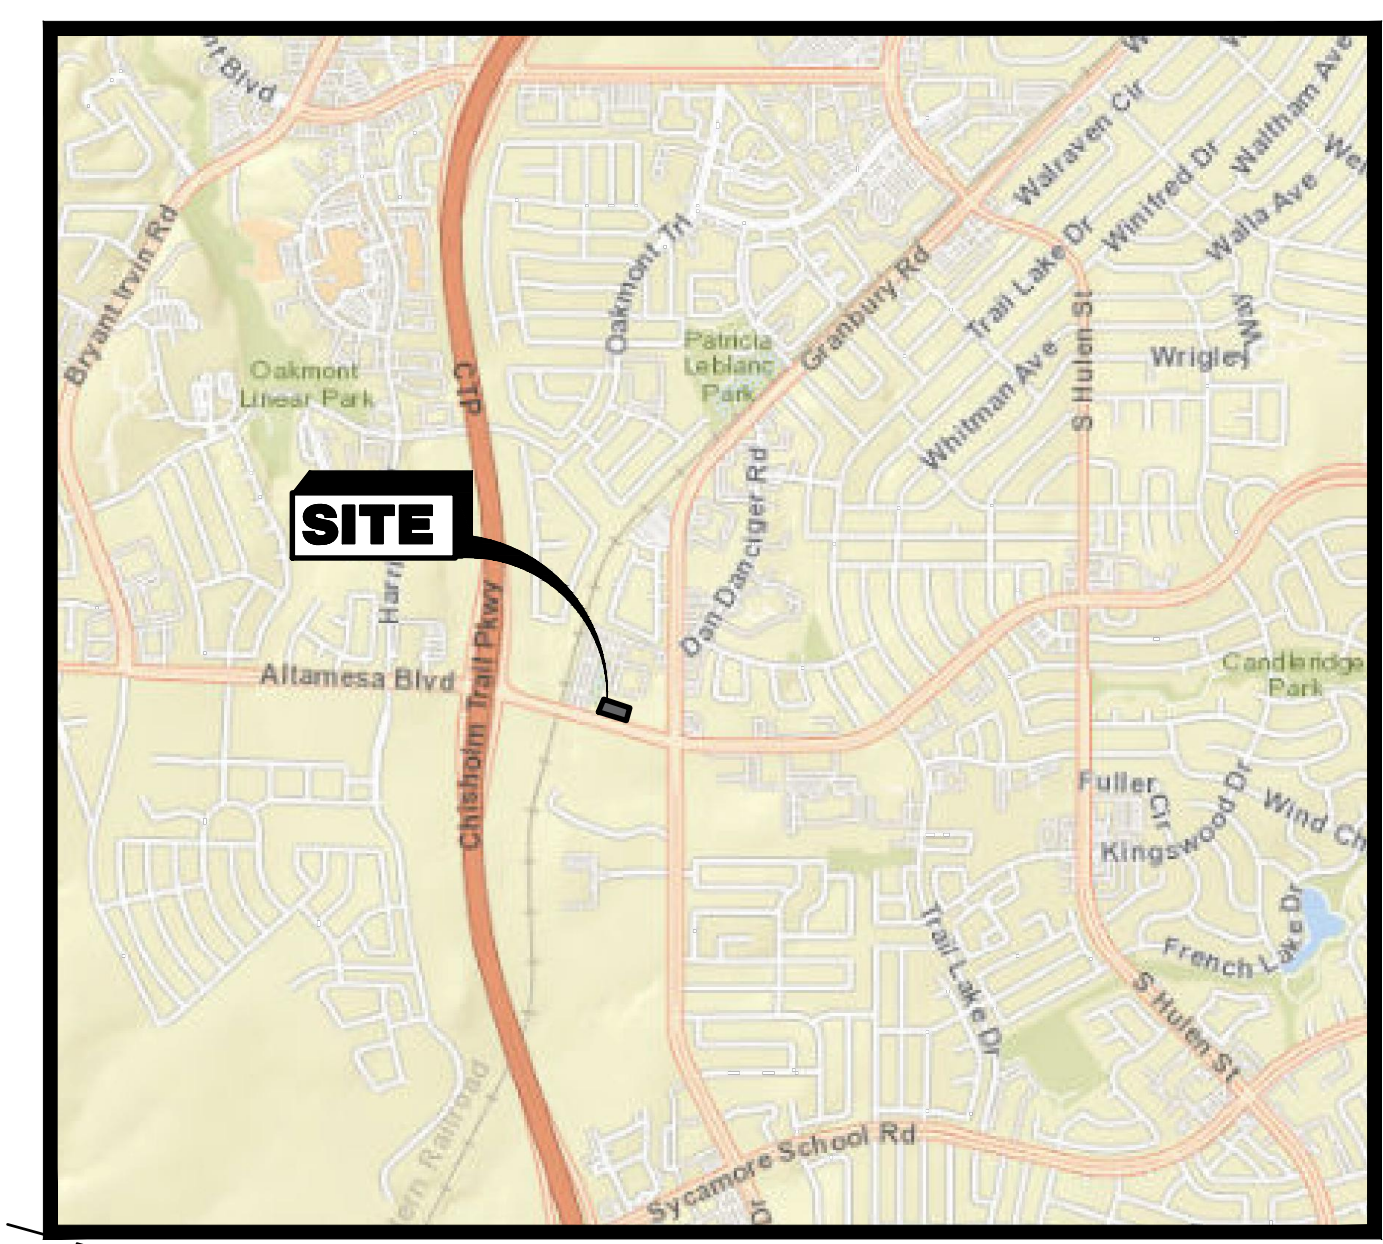 Blvd
Walraven Cir
Waltham Ave
Winifred Dr
Walla Ave
Bryant Irvin Rd
Oakmont Trl
Granbury Rd
Trail Lake Dr
S Hulen St
Way
Wrigley
Patricia
Leblanc
Park
Oakmont
Linear Park
CTP
Whitman Ave
SITE
Dan Danciger Rd
Altamesa Blvd
Chisholm Trail Pkwy
Candleridge
Park
Fuller
Cir
Kingswood Dr
Wind
French Lake Dr
Trail Lake Dr
S Hulen St
Railroad
Sycamore School Rd